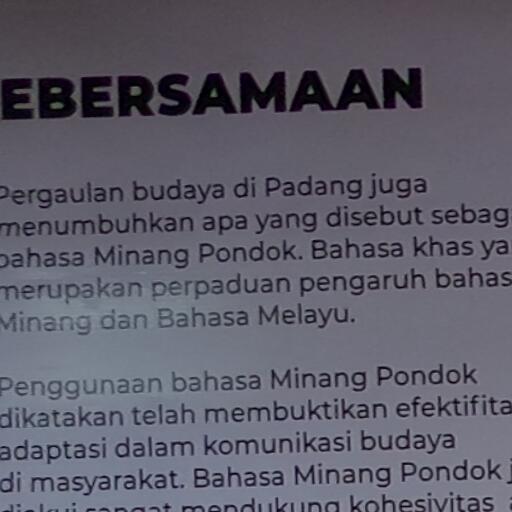 EBERSAMAAN
Pergaulan budaya di Padang juga
menumbuhkan apa yang disebut sebag
bahasa Minang Pondok. Bahasa khas ya
merupakan perpaduan pengaruh bahas
Minang dan Bahasa Melayu.
Penggunaan bahasa Minang Pondok
dikatakan telah membuktikan efektifita
adaptasi dalam komunikasi budaya
di masyarakat. Bahasa Minang Pondok j
diakui sangat mendukung kohesivitas